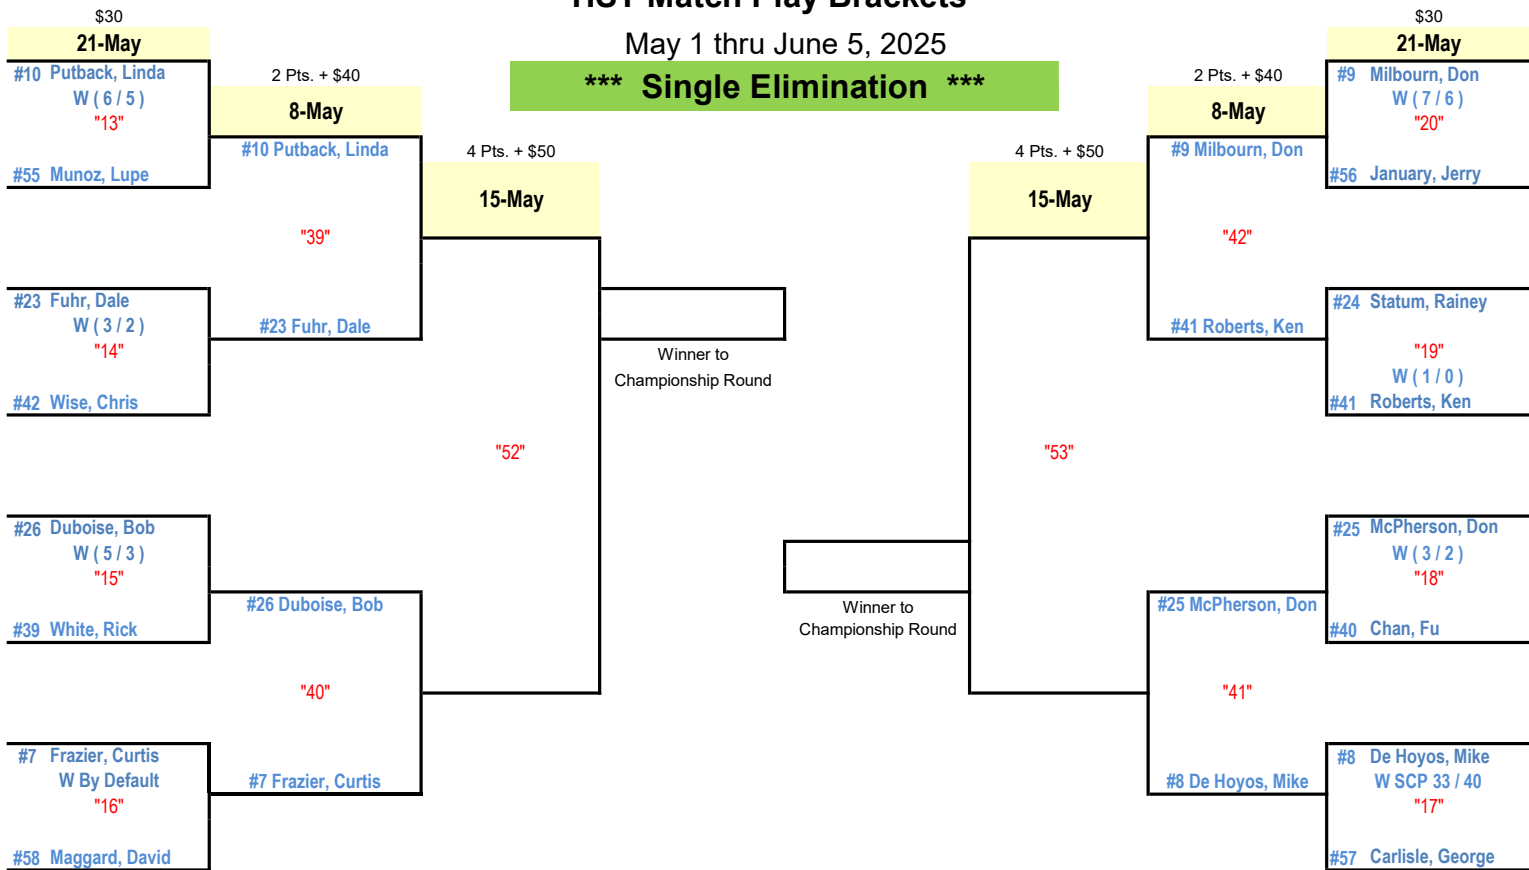 $30
21-May
#10 Putback, Linda
W ( 6 / 5 )
"13"
#55 Munoz, Lupe
#23 Fuhr, Dale
W ( 3 / 2 )
"14"
#42 Wise, Chris
#26 Duboise, Bob
W ( 5 / 3 )
"15"
#39 White, Rick
#7 Frazier, Curtis
W By Default
"16"
#58 Maggard, David
2 Pts. + $40
8-May
#10 Putback, Linda
"39"
#23 Fuhr, Dale
#26 Duboise, Bob
"40"
#7 Frazier, Curtis
4 Pts. + $50
15-May
"52"
Match Play Brackets
May 1 thru June 5, 2025
*** Single Elimination ***
Winner to
Championship Round
Winner to
Championship Round
4 Pts. + $50
15-May
"53"
2 Pts. + $40
8-May
#9 Milbourn, Don
"42"
#41 Roberts, Ken
#25 McPherson, Don
"41"
#8 De Hoyos, Mike
$30
21-May
#9 Milbourn, Don
W ( 7 / 6 )
"20"
#56 January, Jerry
#24 Statum, Rainey
"19"
W ( 1 / 0 )
#41 Roberts, Ken
#25 McPherson, Don
W ( 3 / 2 )
"18"
#40 Chan, Fu
#8 De Hoyos, Mike
W SCP 33 / 40
"17"
#57 Carlisle, George